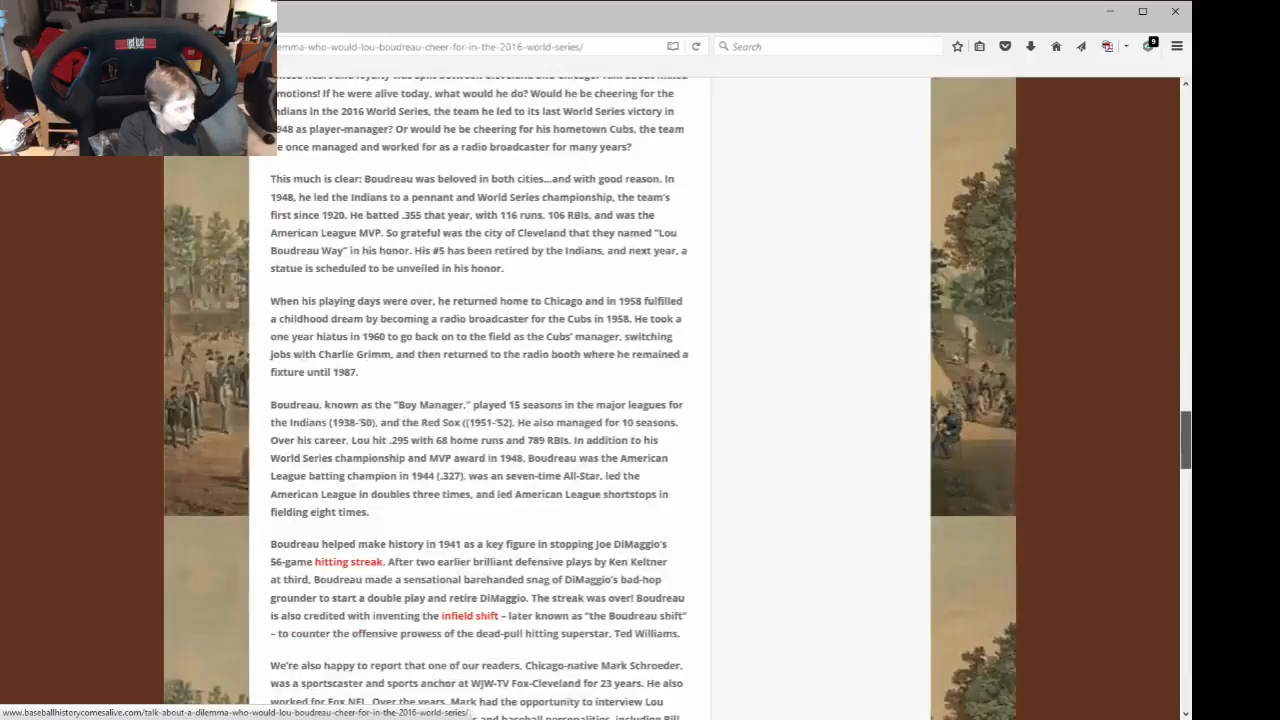 emma-who-would-lou-boudreau-cheer-for-in-the-2016-world-series/
Search
9
motions! If he were alive today, what would he do? Would he be cheering for the
ndians in the 2016 World Series, the team he led to its last World Series victory in
948 as player-manager? Or would he be cheering for his hometown Cubs, the team
e once managed and worked for as a radio broadcaster for many years?
This much is clear: Boudreau was beloved in both cities…and with good reason. In
1948, he led the Indians to a pennant and World Series championship, the team's
first since 1920. He batted .355 that year, with 116 runs, 106 RBIs, and was the
American League MVP. So grateful was the city of Cleveland that they named "Lou
Boudreau Way" in his honor. His #5 has been retired by the Indians, and next year, a
statue is scheduled to be unveiled in his honor.
When his playing days were over, he returned home to Chicago and in 1958 fulfilled
a childhood dream by becoming a radio broadcaster for the Cubs in 1958. He took a
one year hiatus in 1960 to go back on to the field as the Cubs' manager, switching
jobs with Charlie Grimm, and then returned to the radio booth where he remained a
fixture until 1987.
Boudreau, known as the "Boy Manager," played 15 seasons in the major leagues for
the Indians (1938-'50), and the Red Sox ((1951-'52). He also managed for 10 seasons.
Over his career, Lou hit .295 with 68 home runs and 789 RBIs. In addition to his
World Series championship and MVP award in 1948, Boudreau was the American
League batting champion in 1944 (.327), was an seven-time All-Star, led the
American League in doubles three times, and led American League shortstops in
fielding eight times.
Boudreau helped make history in 1941 as a key figure in stopping Joe DiMaggio's
56-game hitting streak. After two earlier brilliant defensive plays by Ken Keltner
at third, Boudreau made a sensational barehanded snag of DiMaggio's bad-hop
grounder to start a double play and retire DiMaggio. The streak was over! Boudreau
is also credited with inventing the infield shift – later known as "the Boudreau shift"
– to counter the offensive prowess of the dead-pull hitting superstar, Ted Williams.
We're also happy to report that one of our readers, Chicago-native Mark Schroeder,
was a sportscaster and sports anchor at WJW-TV Fox-Cleveland for 23 years. He also
worked for Fox NFL. Over the years, Mark had the opportunity to interview Lou
s and baseball personalities, including Bill
www.baseballhistorycomesalive.com/talk-about-a-dilemma-who-would-lou-boudreau-cheer-for-in-the-2016-world-series/